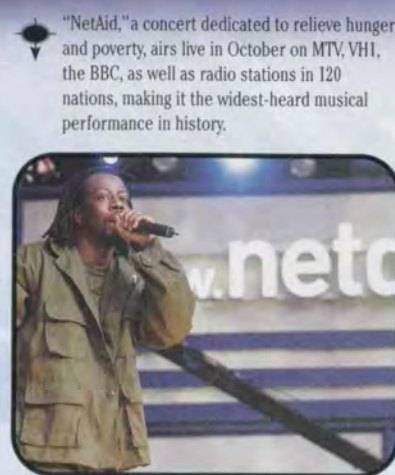 "NetAid," a concert dedicated to relieve hunger
and poverty, airs live in October on MTV, VH1,
the BBC, as well as radio stations in 120
nations, making it the widest-heard musical
performance in history.
w.neta